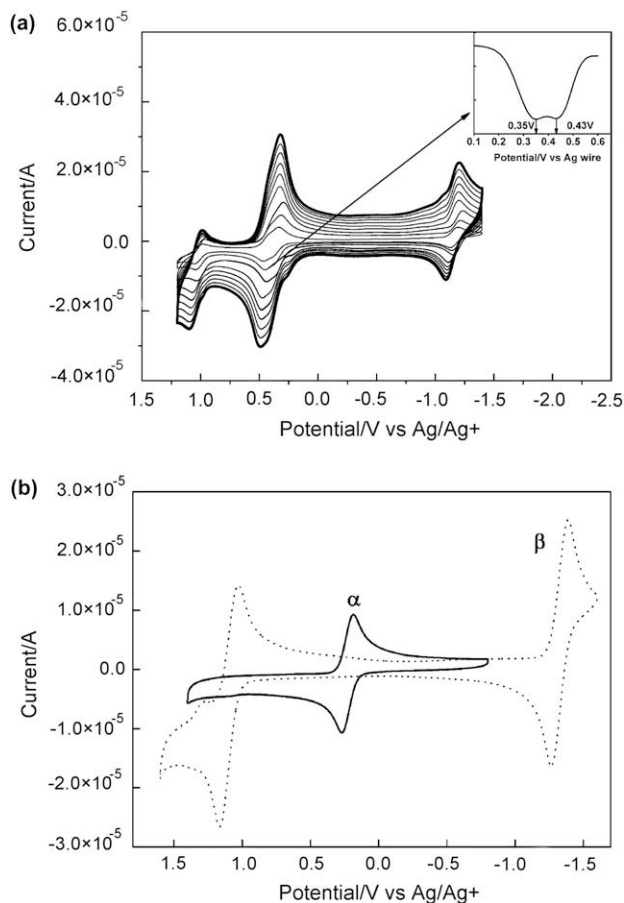 (a)
6.0×10-5
4.0×10-5
2.0×10-5
0.0
-2.0×10-5
-4.0×10-5
Current/A
1.5 1.0 0.5 0.0 -0.5 -1.0 -1.5 -2.0 -2.5
Potential/V vs Ag/Ag+
0.35V 0.43V
0.1 0.2 0.3 0.4 0.5 0.6
Potential/V vs Ag wire
(b)
3.0×10-5
2.0×10-5
1.0×10-5
0.0
-1.0×10-5
-2.0×10-5
-3.0×10-5
Current/A
α
β
1.5 1.0 0.5 0.0 -0.5 -1.0 -1.5
Potential/V vs Ag/Ag+